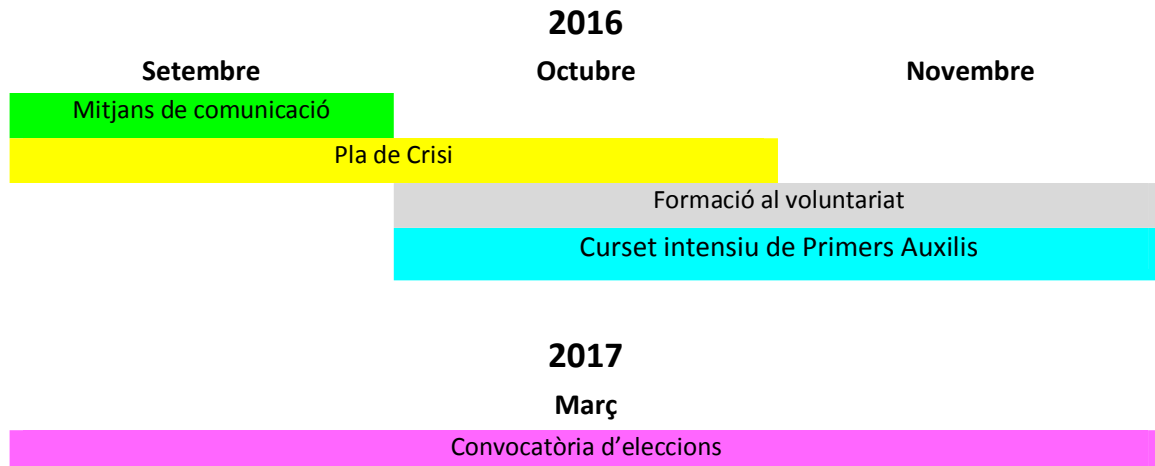 2016
Setembre Octubre Novembre
Mitjans de comunicació
Pla de Crisi
Formació al voluntariat
Curset intensiu de Primers Auxilis
2017
Març
Convocatòria d’eleccions